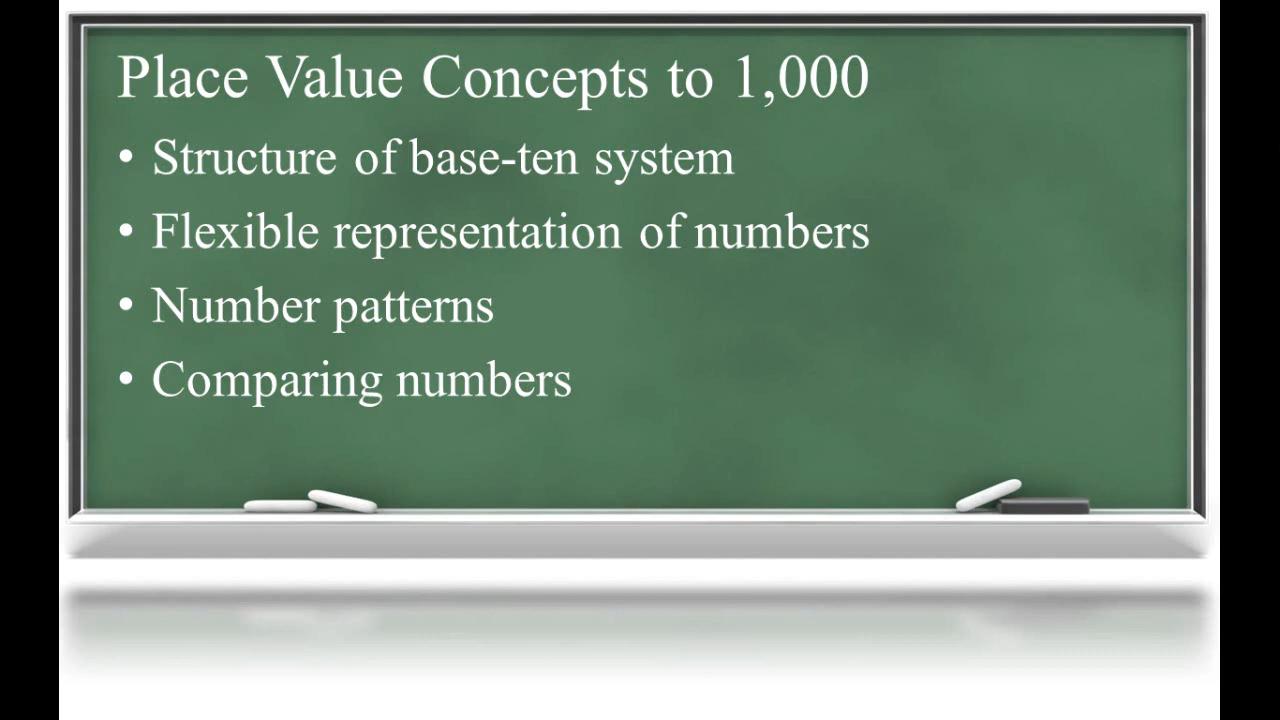 Place Value Concepts to 1,000
• Structure of base-ten system
• Flexible representation of numbers
• Number patterns
• Comparing numbers